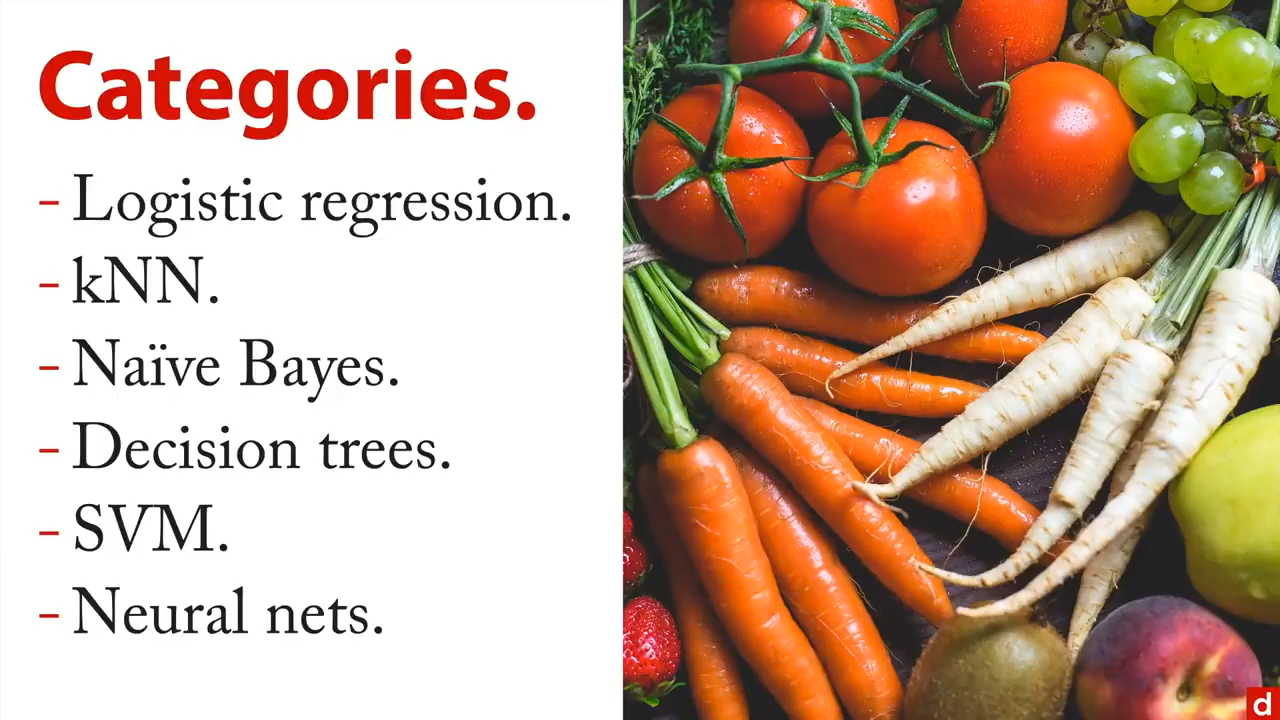 Categories.
- Logistic regression.
- kNN.
- Naïve Bayes.
- Decision trees.
- SVM.
- Neural nets.
d